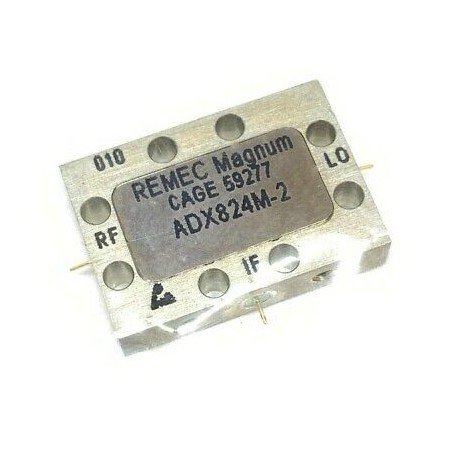 010
REMEC Magnum
CAGE 59277
ADX824M-2
LO
RF
IF